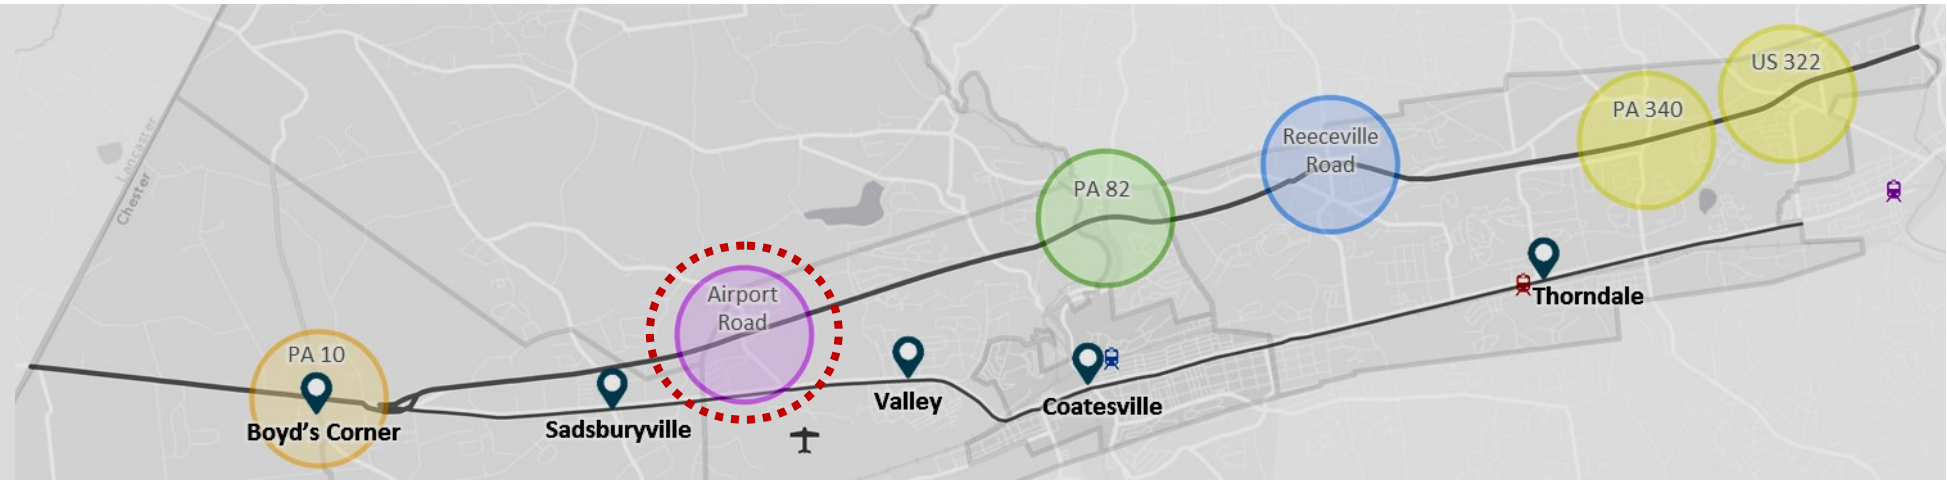 US 322
PA 340
Reeceville
Road
PA 82
Lancaster
Chester
Airport
Road
Thorndale
PA 10
Valley
Coatesville
Boyd's Corner
Sadsburyville